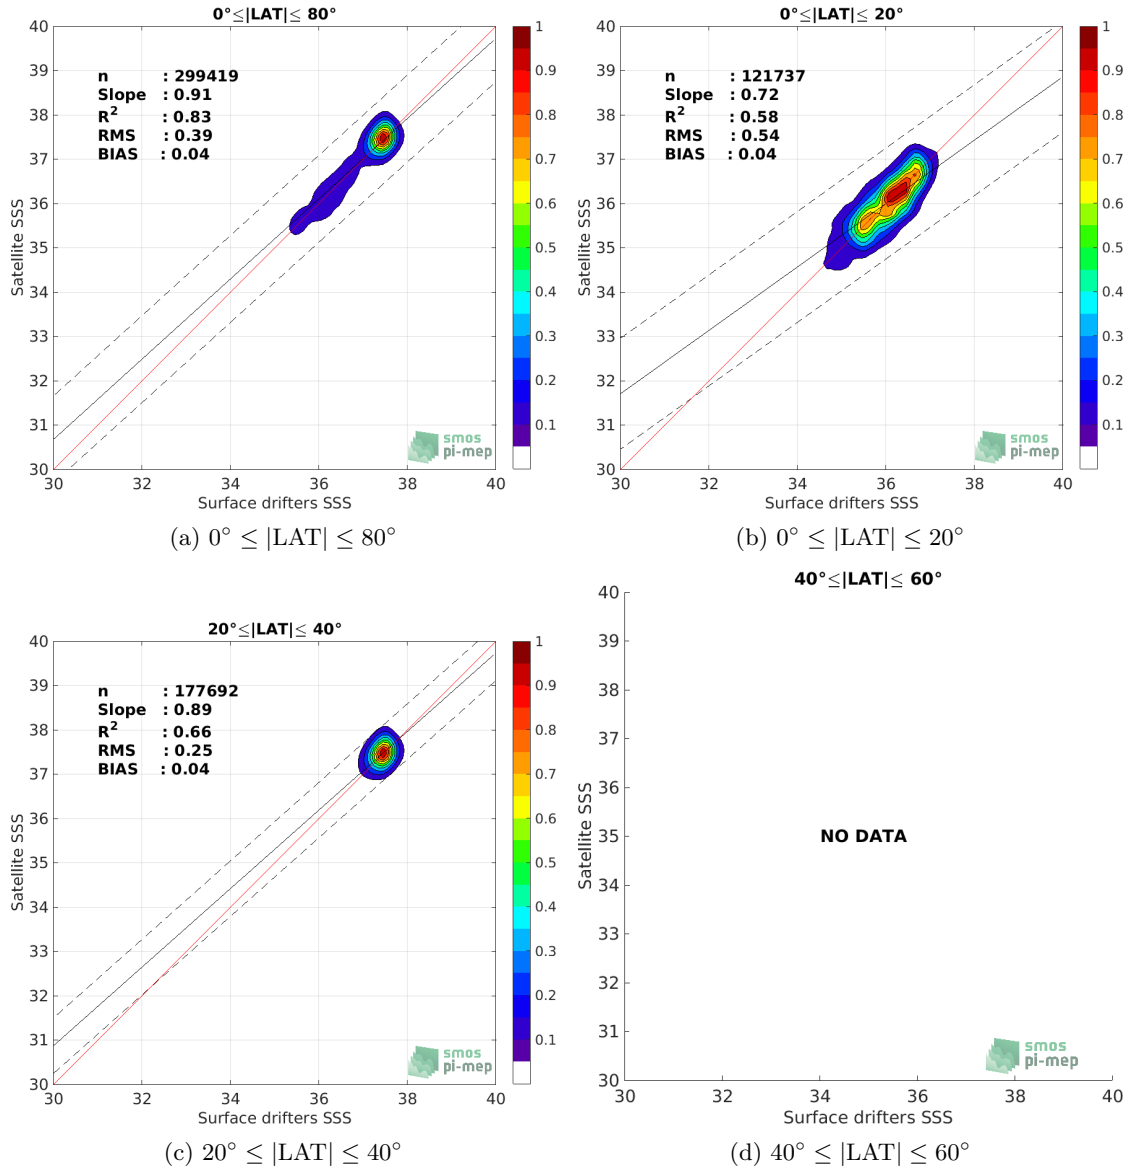 0°≤|LAT|≤ 80°
40
39
38
37
36
35
34
33
32
31
30
Satellite SSS
n : 299419
Slope : 0.91
R2 : 0.83
RMS : 0.39
BIAS : 0.04
smos
pi-mep
30 32 34 36 38 40
Surface drifters SSS
1
0.9
0.8
0.7
0.6
0.5
0.4
0.3
0.2
0.1
(a) 0° ≤ |LAT| ≤ 80°
0°≤|LAT|≤ 20°
40
39
38
37
36
35
34
33
32
31
30
Satellite SSS
n : 121737
Slope : 0.72
R2 : 0.58
RMS : 0.54
BIAS : 0.04
smos
pi-mep
30 32 34 36 38 40
Surface drifters SSS
1
0.9
0.8
0.7
0.6
0.5
0.4
0.3
0.2
0.1
(b) 0° ≤ |LAT| ≤ 20°
20°≤|LAT|≤ 40°
40
39
38
37
36
35
34
33
32
31
30
Satellite SSS
n : 177692
Slope : 0.89
R2 : 0.66
RMS : 0.25
BIAS : 0.04
smos
pi-mep
30 32 34 36 38 40
Surface drifters SSS
1
0.9
0.8
0.7
0.6
0.5
0.4
0.3
0.2
0.1
(c) 20° ≤ |LAT| ≤ 40°
40°≤|LAT|≤ 60°
40
39
38
37
36
35
34
33
32
31
30
Satellite SSS
NO DATA
smos
pi-mep
30 32 34 36 38 40
Surface drifters SSS
(d) 40° ≤ |LAT| ≤ 60°